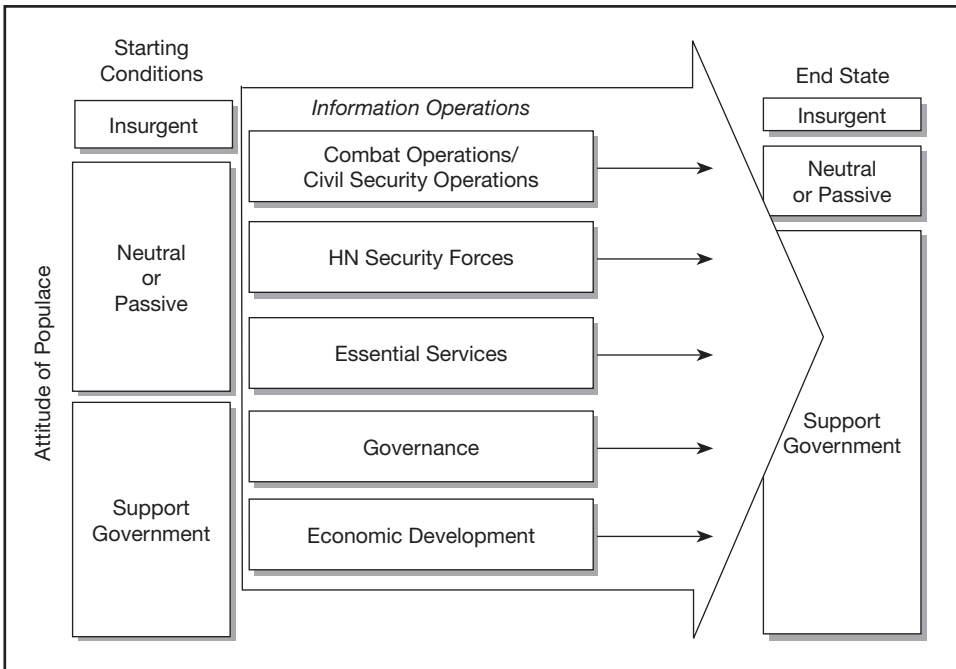 Starting
Conditions
Attitude of Populace
Insurgent
Neutral
or
Passive
Support
Government
Information Operations
Combat Operations/
Civil Security Operations
HN Security Forces
Essential Services
Governance
Economic Development
End State
Insurgent
Neutral
or Passive
Support
Government